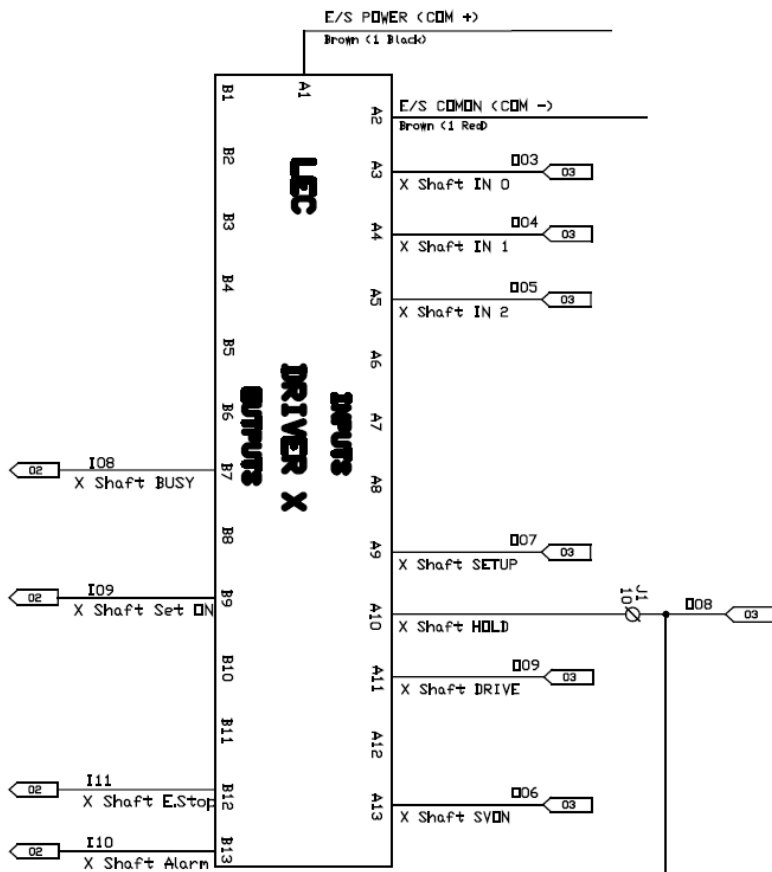 E/S POWER (COM +)
Brown (1 Black)
A1
E/S COMON (COM -)
Brown (1 Red)
A2
B1
B2
B3
B4
B5
B6
B7
B8
B9
B10
B11
B12
B13
LEC
DRIVER X
OUTPUTS
INPUTS
A3
O03
03
X Shaft IN 0
A4
O04
03
X Shaft IN 1
A5
O05
03
X Shaft IN 2
A6
A7
A8
A9
O07
03
X Shaft SETUP
A10
J1
10
O08
03
X Shaft HOLD
A11
O09
03
X Shaft DRIVE
A12
A13
O06
03
X Shaft SVON
I08
02
X Shaft BUSY
I09
02
X Shaft Set ON
I11
02
X Shaft E.Stop
I10
02
X Shaft Alarm